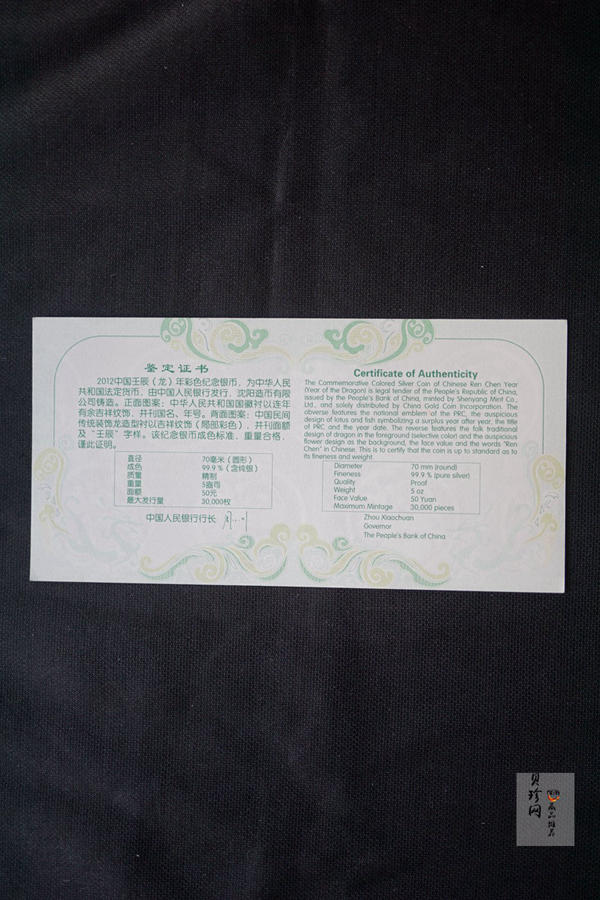 鉴定证书
2012中国壬辰（龙）年彩色纪念银币，为中华人民
共和国法定货币，由中国人民银行发行，沈阳造币有限
公司铸造。正面图案：中华人民共和国国徽衬以连年
有余吉祥纹饰，并刊国名、年号。背面图案：中国民间
传统装饰龙造型衬以吉祥纹饰（局部彩色），并刊面额
及“壬辰”字样。该纪念银币成色标准，重量合格，
谨此证明。
直径 70毫米（圆形）
成色 99.9％（含纯银）
质量 精制
重量 5盎司
面额 50元
最大发行量 30,000枚
中国人民银行行长
Certificate of Authenticity
The Commemorative Colored Silver Coin of Chinese Ren Chen Year
(Year of the Dragon) is legal tender of the People's Republic of China,
issued by the People's Bank of China, minted by Shenyang Mint Co.,
Ltd., and solely distributed by China Gold Coin Incorporation. The
obverse features the national emblem of the PRC, the auspicious
design of lotus and fish symbolizing a surplus year after year, the title
of PRC and the year date. The reverse features the folk traditional
design of dragon in the foreground (selective color) and the auspicious
flower design as the background, the face value and the words "Ren
Chen" in Chinese. This is to certify that the coin is up to standard as to
its fineness and weight.
Diameter 70 mm (round)
Fineness 99.9% (pure silver)
Quality Proof
Weight 5 oz
Face Value 50 Yuan
Maximum Mintage 30,000 pieces
Zhou Xiaochuan
Governor
The People's Bank of China
贝珍网
藏品推荐